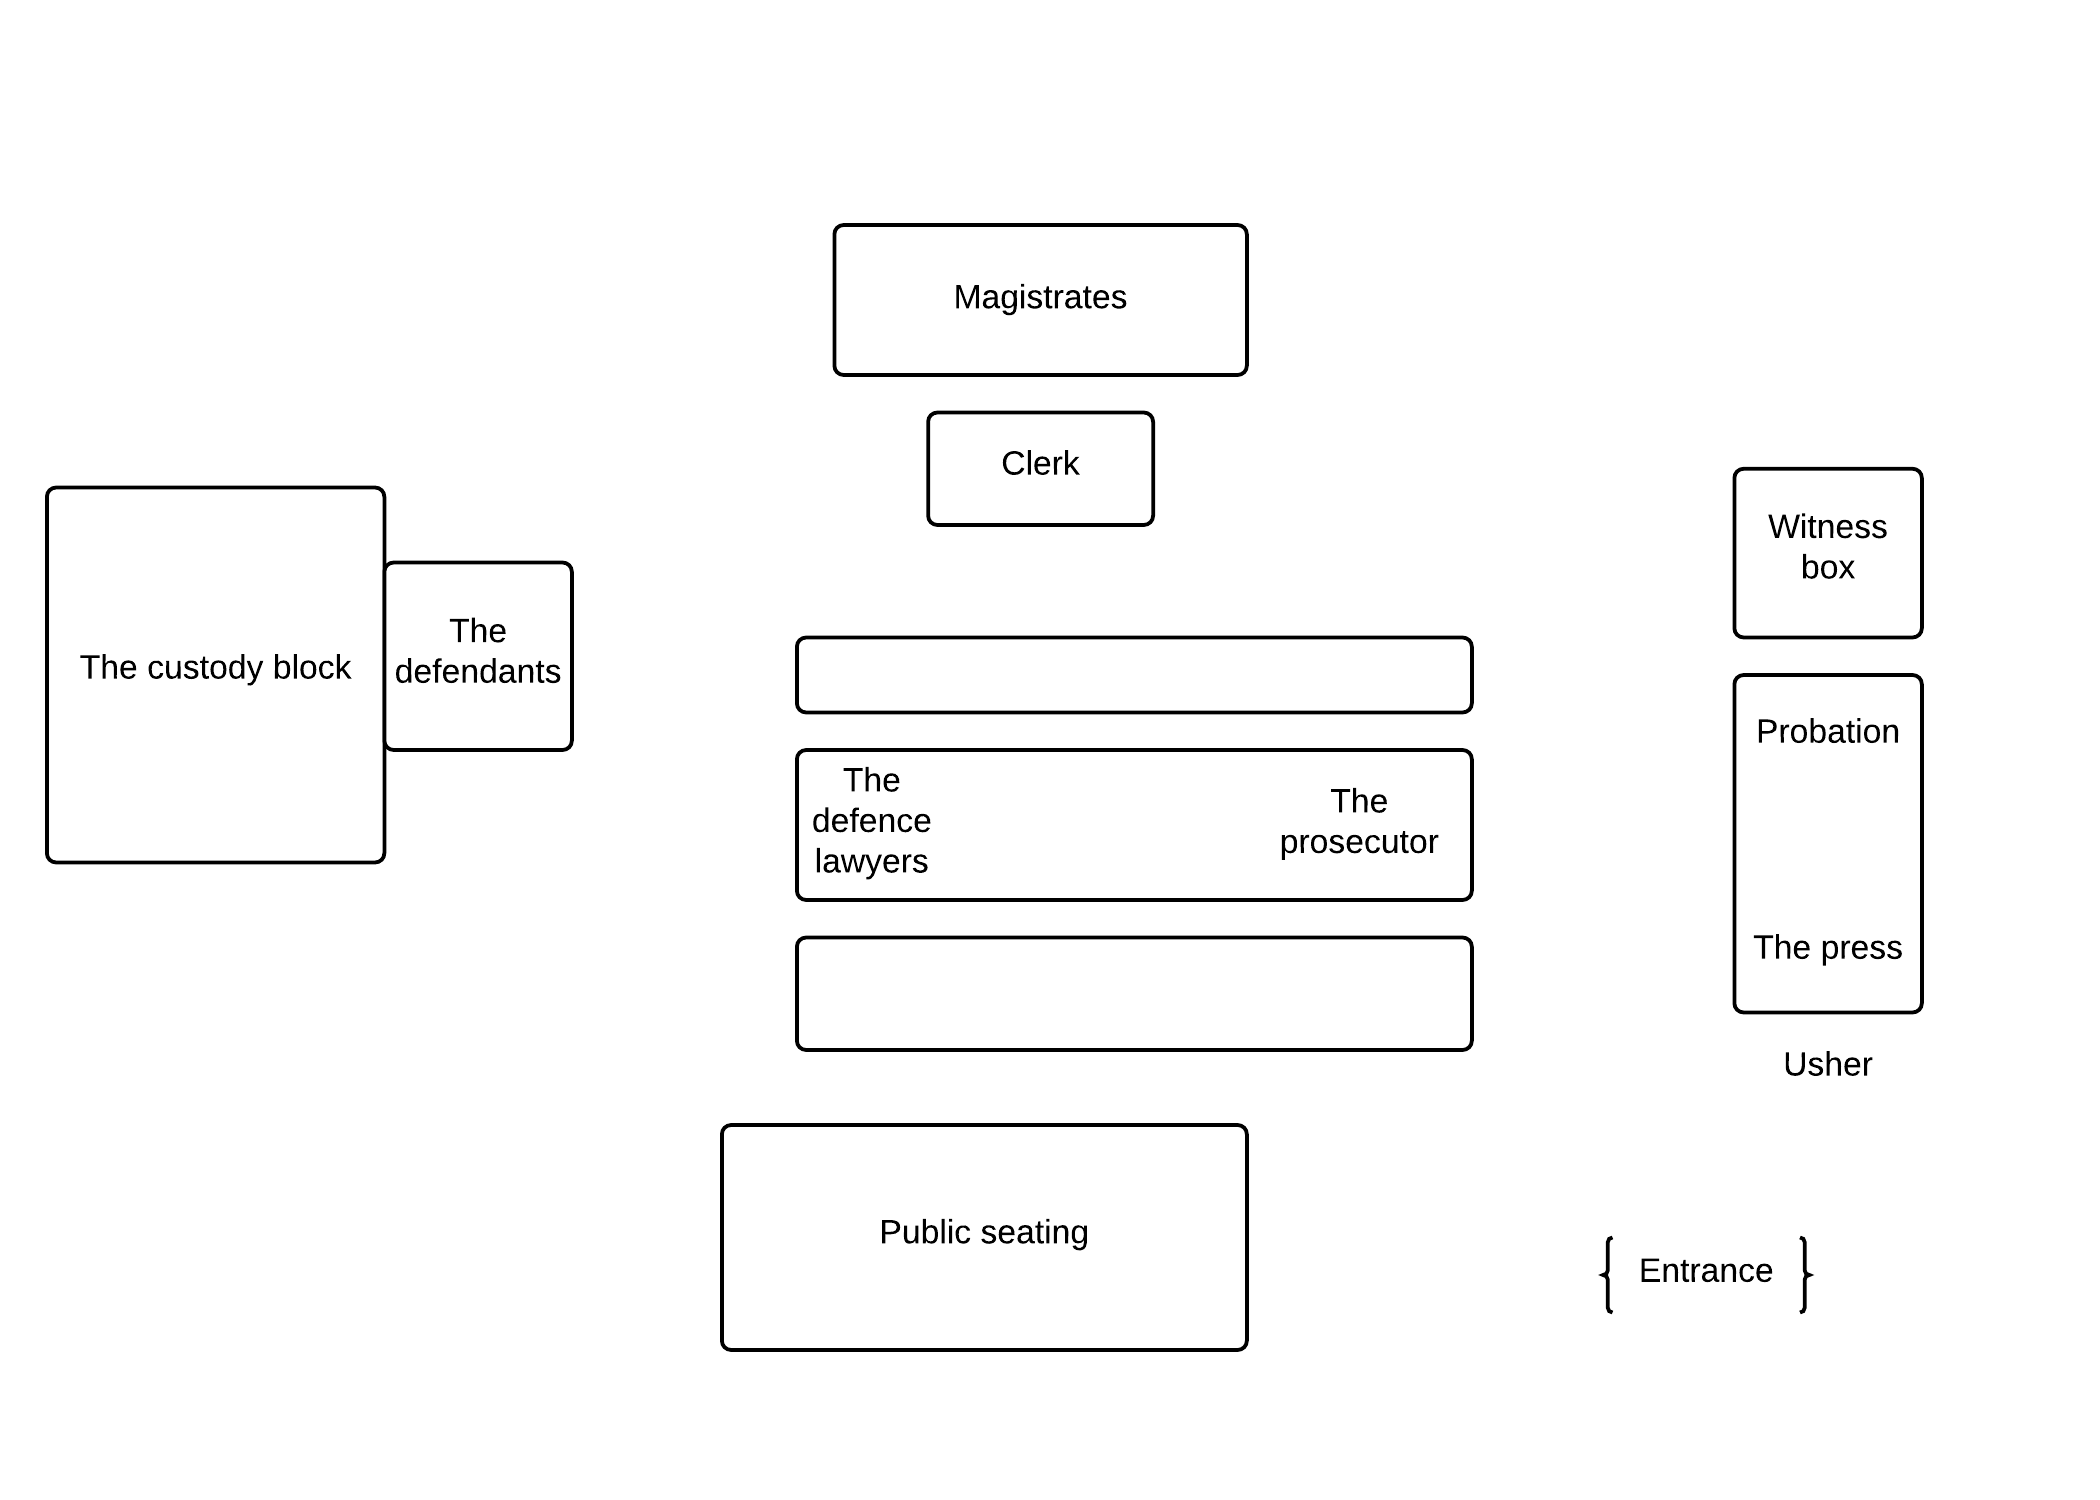 Magistrates
Clerk
Witness
box
The custody block
The
defendants
Probation
The
defence
lawyers
The
prosecutor
The press
Usher
Public seating
Entrance